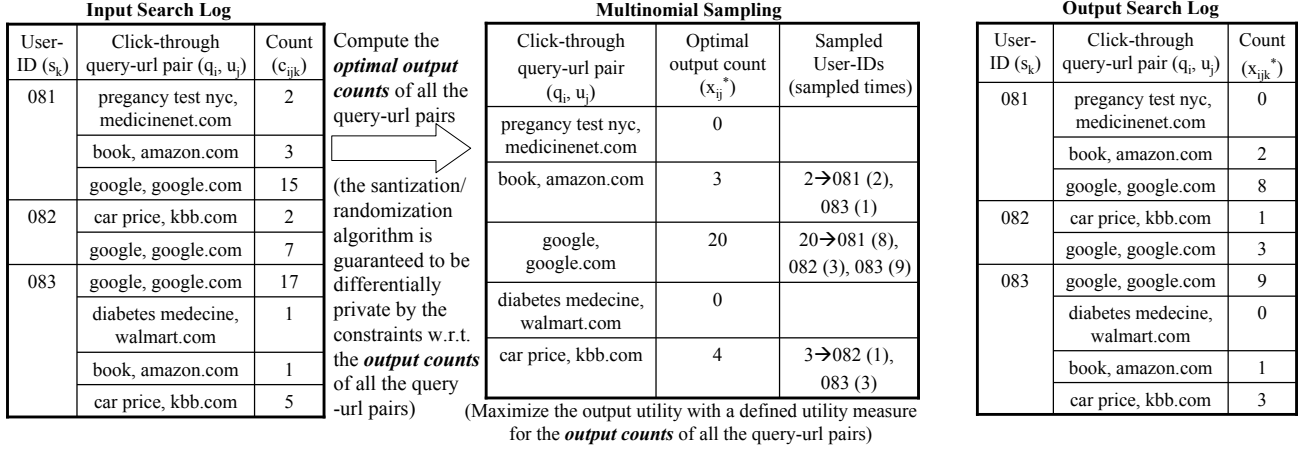 Input Search Log
User-
ID (sk)
Click-through
query-url pair (qi, uj)
Count
(cijk)
081
pregancy test nyc,
medicinenet.com
2
book, amazon.com
3
google, google.com
15
082
car price, kbb.com
2
google, google.com
7
083
google, google.com
17
diabetes medecine,
walmart.com
1
book, amazon.com
1
car price, kbb.com
5
Compute the
optimal output
counts of all the
query-url pairs
(the santization/
randomization
algorithm is
guaranteed to be
differentially
private by the
constraints w.r.t.
the output counts
of all the query
-url pairs)
Multinomial Sampling
Click-through
query-url pair
(qi, uj)
Optimal
output count
(xij*)
Sampled
User-IDs
(sampled times)
pregancy test nyc,
medicinenet.com
0
book, amazon.com
3
2→081 (2),
083 (1)
google,
google.com
20
20→081 (8),
082 (3), 083 (9)
diabetes medecine,
walmart.com
0
car price, kbb.com
4
3→082 (1),
083 (3)
(Maximize the output utility with a defined utility measure
for the output counts of all the query-url pairs)
Output Search Log
User-
ID (sk)
Click-through
query-url pair (qi, uj)
Count
(xijk*)
081
pregancy test nyc,
medicinenet.com
0
book, amazon.com
2
google, google.com
8
082
car price, kbb.com
1
google, google.com
3
083
google, google.com
9
diabetes medecine,
walmart.com
0
book, amazon.com
1
car price, kbb.com
3